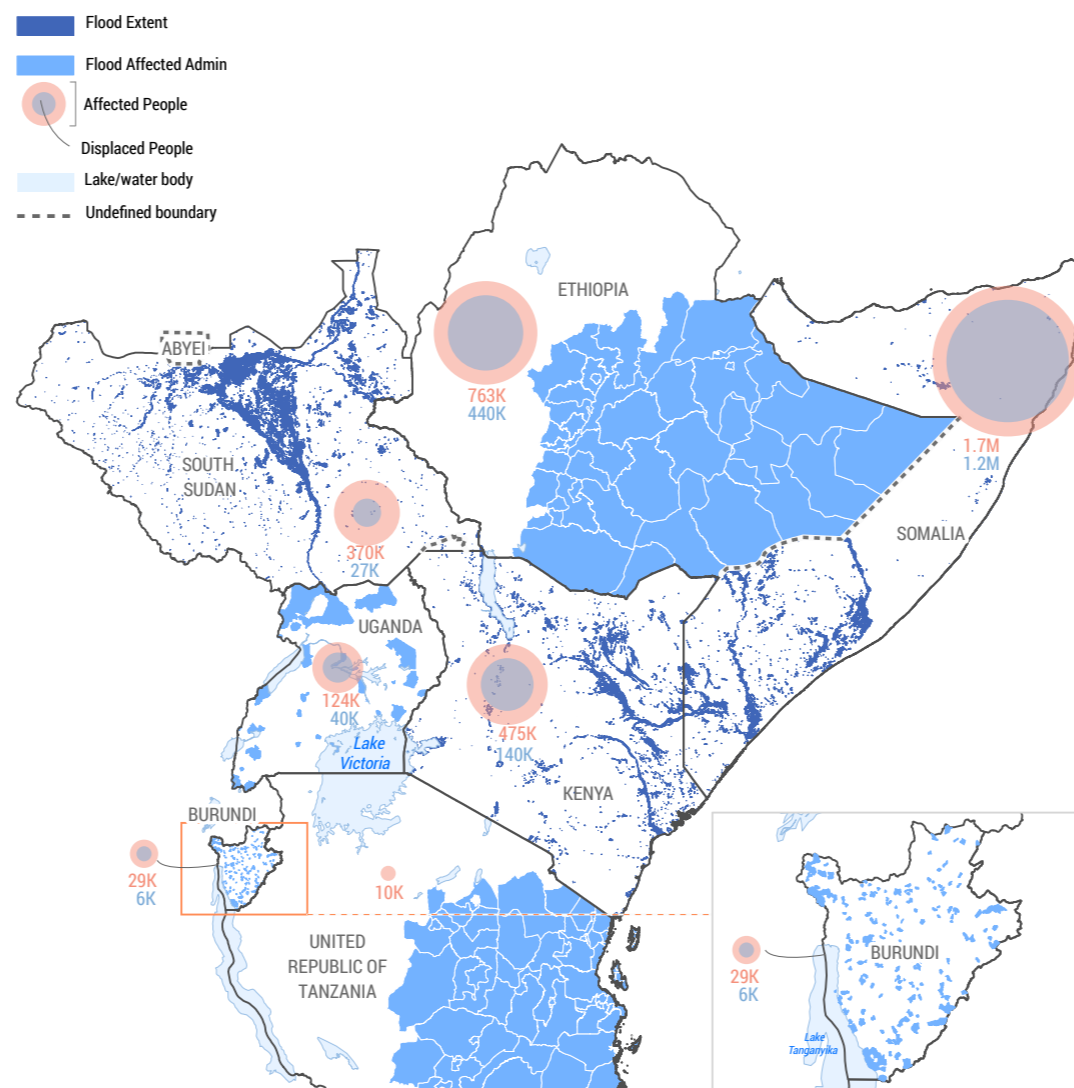 Flood Extent
Flood Affected Admin
Affected People
Displaced People
Lake/water body
Undefined boundary
ETHIOPIA
ABYEI
763K
440K
1.7M
1.2M
SOUTH
SUDAN
SOMALIA
370K
27K
UGANDA
124K
40K
475K
140K
Lake
Victoria
KENYA
BURUNDI
29K
6K
10K
UNITED
REPUBLIC OF
TANZANIA
BURUNDI
29K
6K
Lake
Tanganyika